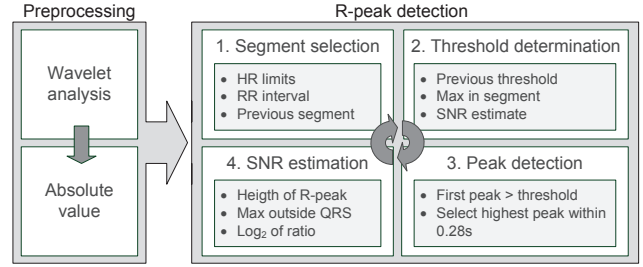 Preprocessing
Wavelet
analysis
Absolute
value
R-peak detection
1. Segment selection
• HR limits
• RR interval
• Previous segment
2. Threshold determination
• Previous threshold
• Max in segment
• SNR estimate
4. SNR estimation
• Heigth of R-peak
• Max outside QRS
• Log₂ of ratio
3. Peak detection
• First peak > threshold
• Select highest peak within
0.28s